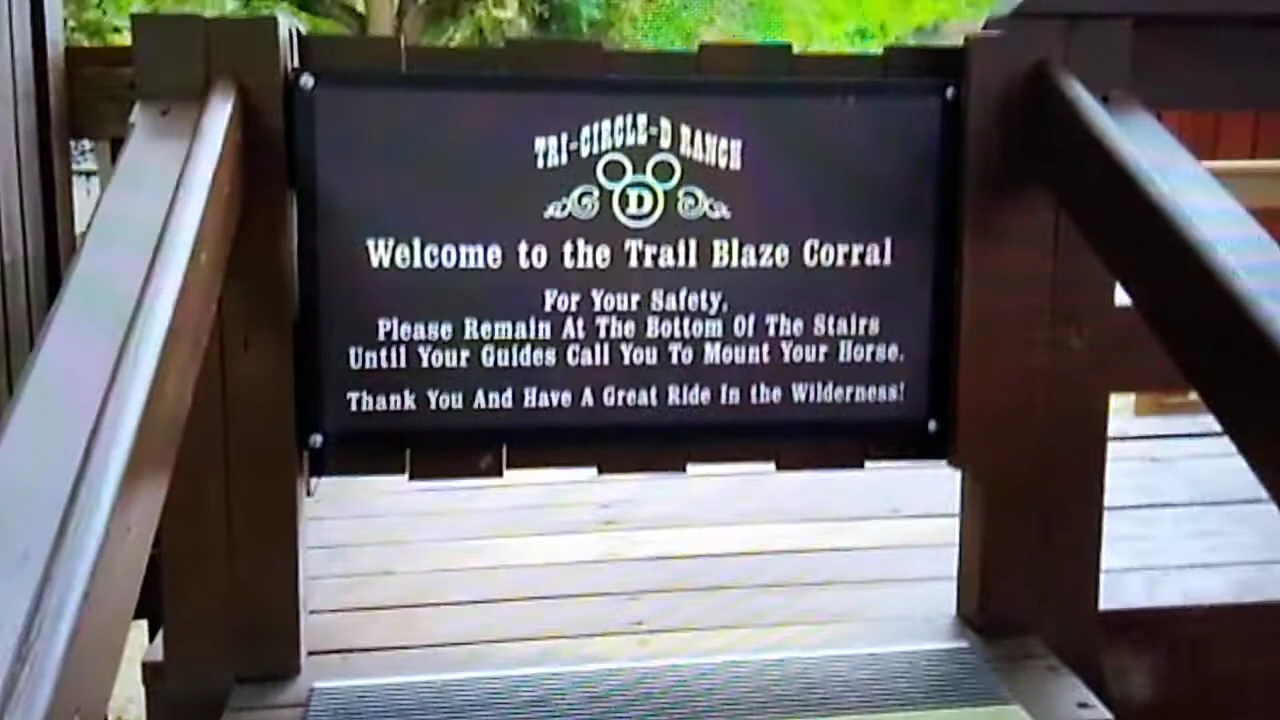 TRI-CIRCLE-D RANCH
D
Welcome to the Trail Blaze Corral
For Your Safety,
Please Remain At The Bottom Of The Stairs
Until Your Guides Call You To Mount Your Horse.
Thank You And Have A Great Ride In the Wilderness!